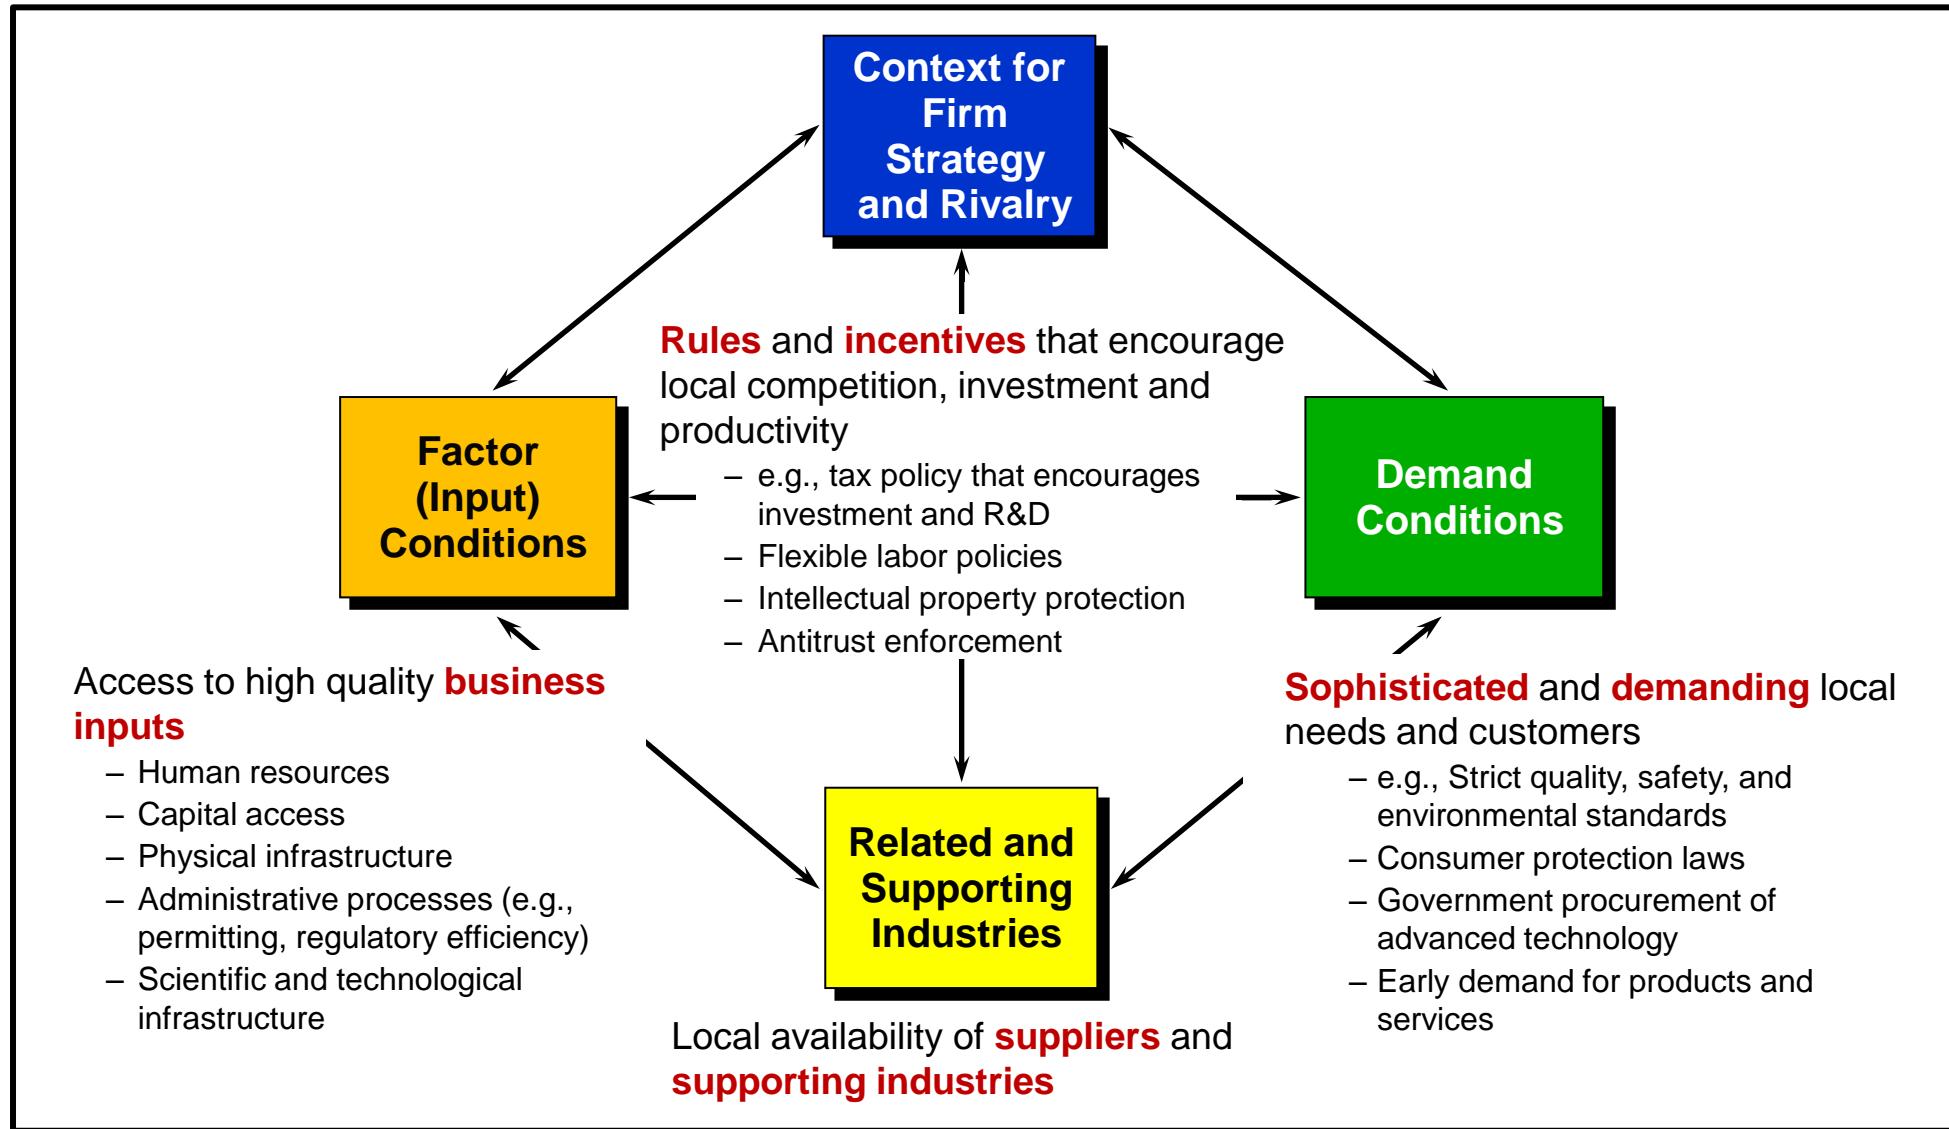 Context for
Firm
Strategy
and Rivalry
Rules and incentives that encourage
local competition, investment and
productivity
– e.g., tax policy that encourages
investment and R&D
– Flexible labor policies
– Intellectual property protection
– Antitrust enforcement
Factor
(Input)
Conditions
Demand
Conditions
Access to high quality business
inputs
– Human resources
– Capital access
– Physical infrastructure
– Administrative processes (e.g.,
permitting, regulatory efficiency)
– Scientific and technological
infrastructure
Sophisticated and demanding local
needs and customers
– e.g., Strict quality, safety, and
environmental standards
– Consumer protection laws
– Government procurement of
advanced technology
– Early demand for products and
services
Related and
Supporting
Industries
Local availability of suppliers and
supporting industries